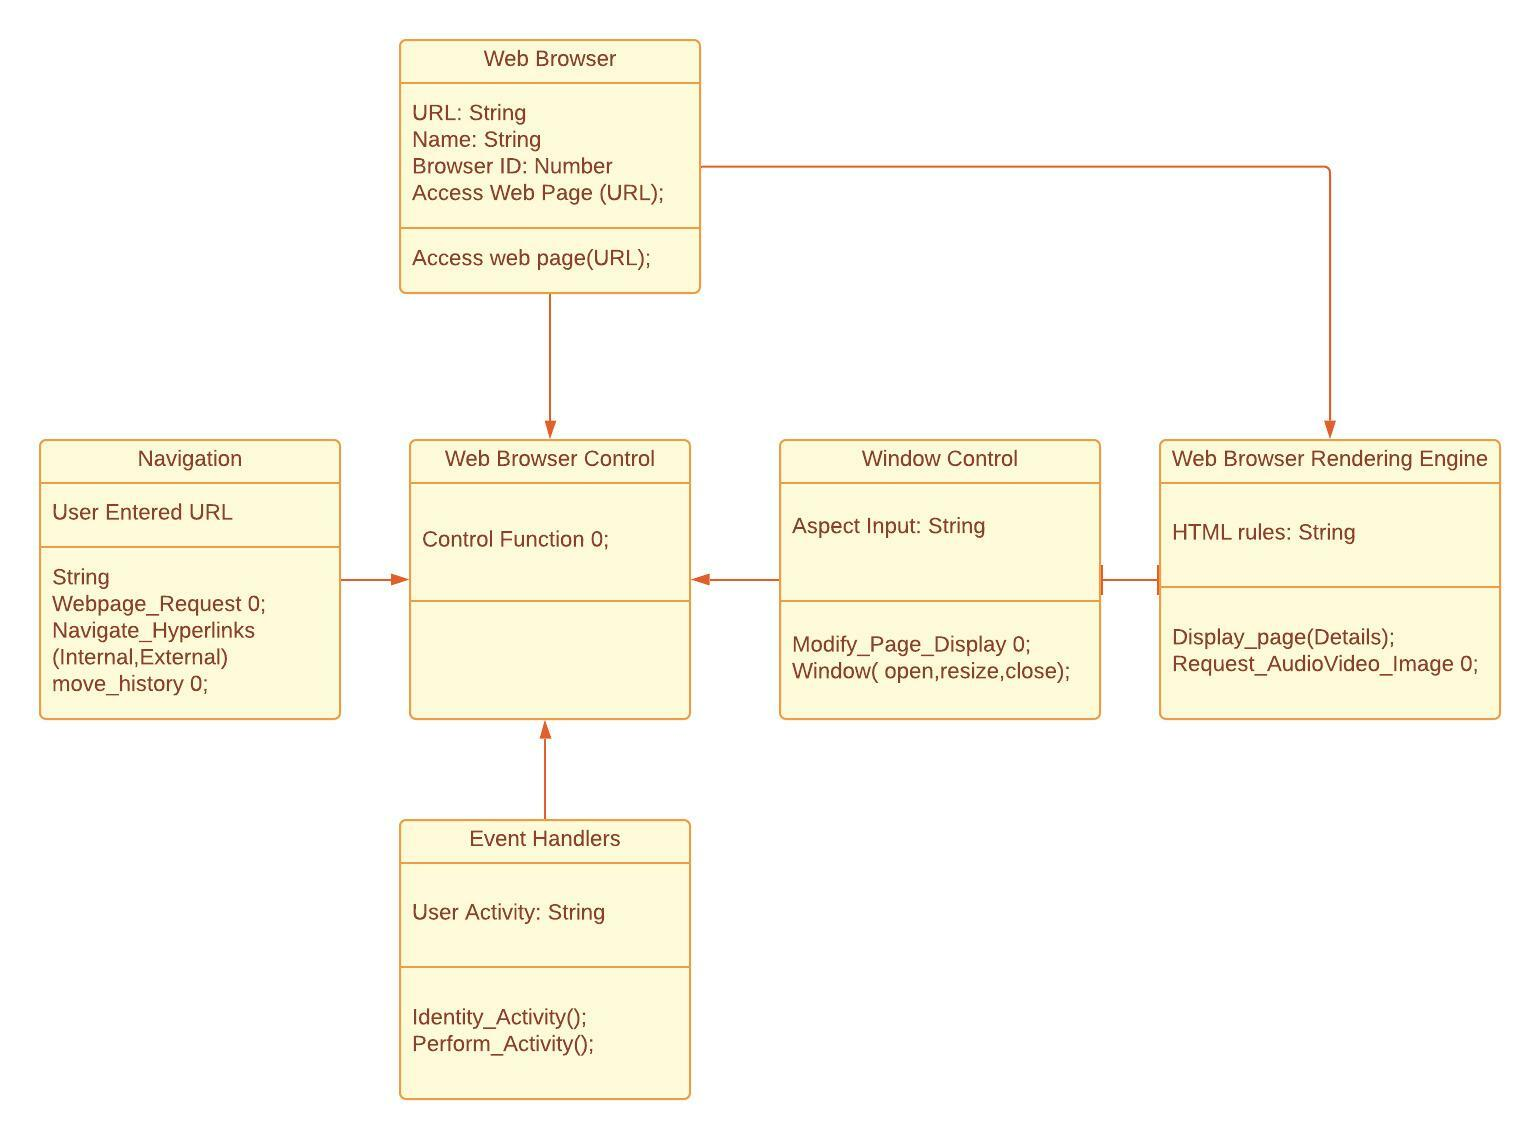 Web Browser
URL: String
Name: String
Browser ID: Number
Access Web Page (URL);
Access web page(URL);
Navigation
User Entered URL
String
Webpage_Request 0;
Navigate_Hyperlinks
(Internal,External)
move_history 0;
Web Browser Control
Control Function 0;
Window Control
Aspect Input: String
Modify_Page_Display 0;
Window( open,resize,close);
Web Browser Rendering Engine
HTML rules: String
Display_page(Details);
Request_AudioVideo_Image 0;
Event Handlers
User Activity: String
Identity_Activity();
Perform_Activity();